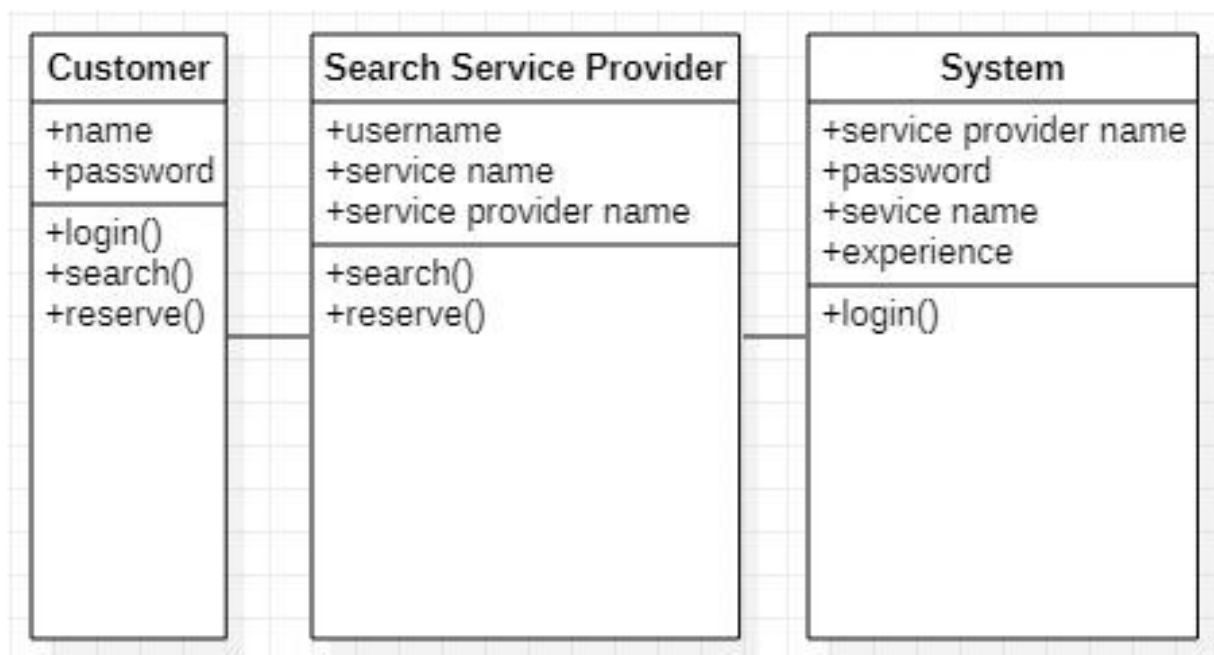 Customer
+name
+password
+login()
+search()
+reserve()
Search Service Provider
+username
+service name
+service provider name
+search()
+reserve()
System
+service provider name
+password
+sevice name
+experience
+login()